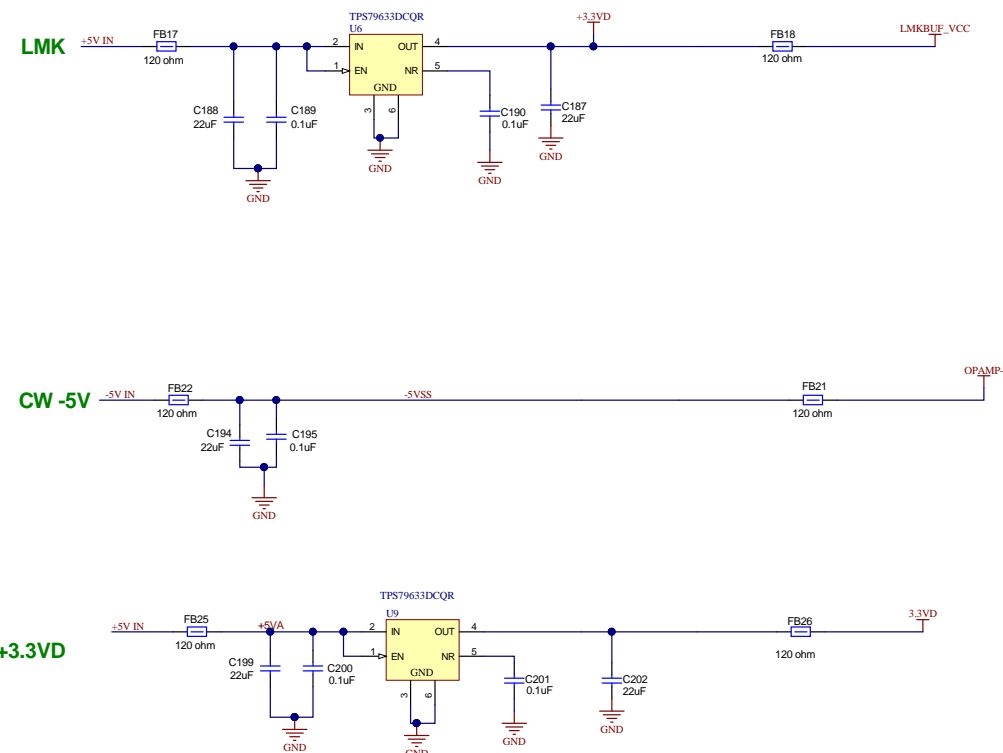 TPS79633DCQR
U6
LMK
+5V IN
FB17
120 ohm
2
IN
OUT
4
1
EN
NR
5
GND
3
6
+3.3VD
FB18
120 ohm
LMKBUF_VCC
C188
22uF
C189
0.1uF
C190
0.1uF
C187
22uF
GND
GND
GND
GND
CW -5V
-5V IN
FB22
120 ohm
-5VSS
FB21
120 ohm
OPAMP-
C194
22uF
C195
0.1uF
GND
TPS79633DCQR
U9
+3.3VD
+5V IN
FB25
120 ohm
+5VA
2
IN
OUT
4
1
EN
NR
5
GND
3
6
FB26
120 ohm
3.3VD
C199
22uF
C200
0.1uF
C201
0.1uF
C202
22uF
GND
GND
GND
GND